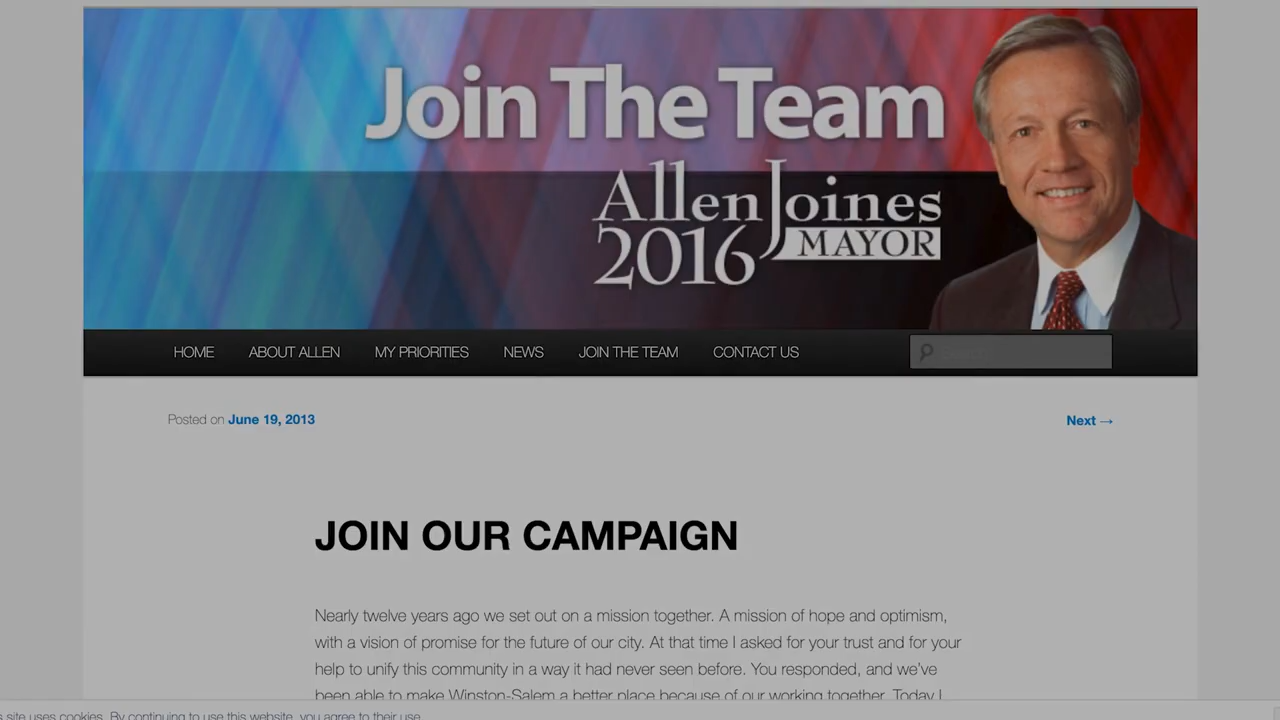 Join The Team
Allen Joines
2016 MAYOR
HOME ABOUT ALLEN MY PRIORITIES NEWS JOIN THE TEAM CONTACT US Search
Posted on June 19, 2013 Next →
JOIN OUR CAMPAIGN
Nearly twelve years ago we set out on a mission together. A mission of hope and optimism,
with a vision of promise for the future of our city. At that time I asked for your trust and for your
help to unify this community in a way it had never seen before. You responded, and we've
been able to make Winston-Salem a better place because of our working together. Today I
s site uses cookies. By continuing to use this website, you agree to their use